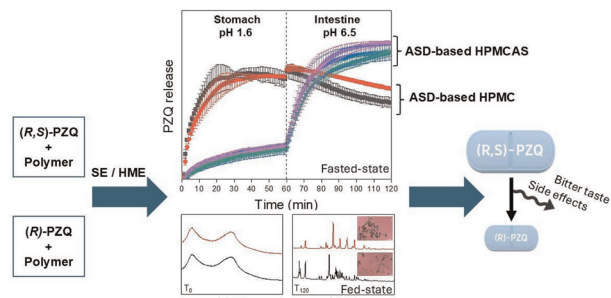 (R,S)-PZQ
+
Polymer
(R)-PZQ
+
Polymer
SE / HME
Stomach
pH 1.6
Intestine
pH 6.5
PZQ release
0 10 20 30 40 50 60 70 80 90 100 110 120
Time (min)
Fasted-state
ASD-based HPMCAS
ASD-based HPMC
T0
T120
Fed-state
(R,S)-PZQ
Bitter taste
Side effects
(R)-PZQ